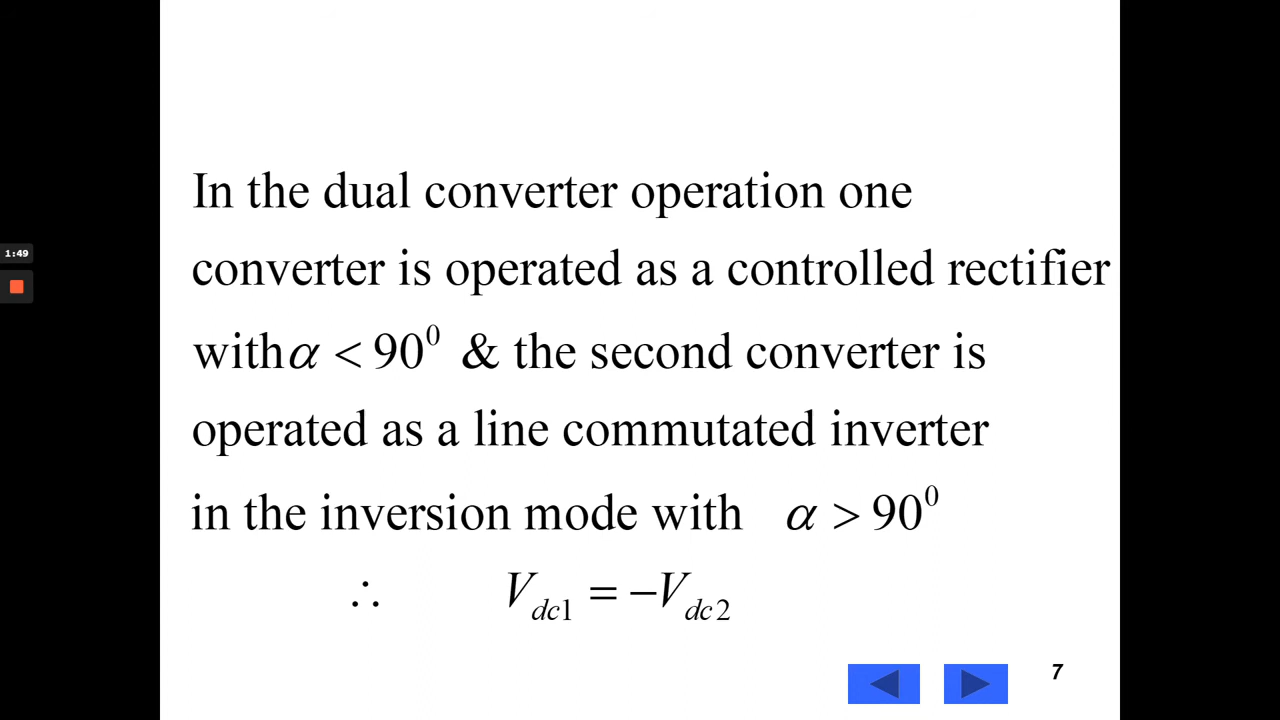 In the dual converter operation one
1:49
converter is operated as a controlled rectifier
with α < 90⁰ & the second converter is
operated as a line commutated inverter
in the inversion mode with α > 90⁰
∴ V_dc1 = −V_dc2
7